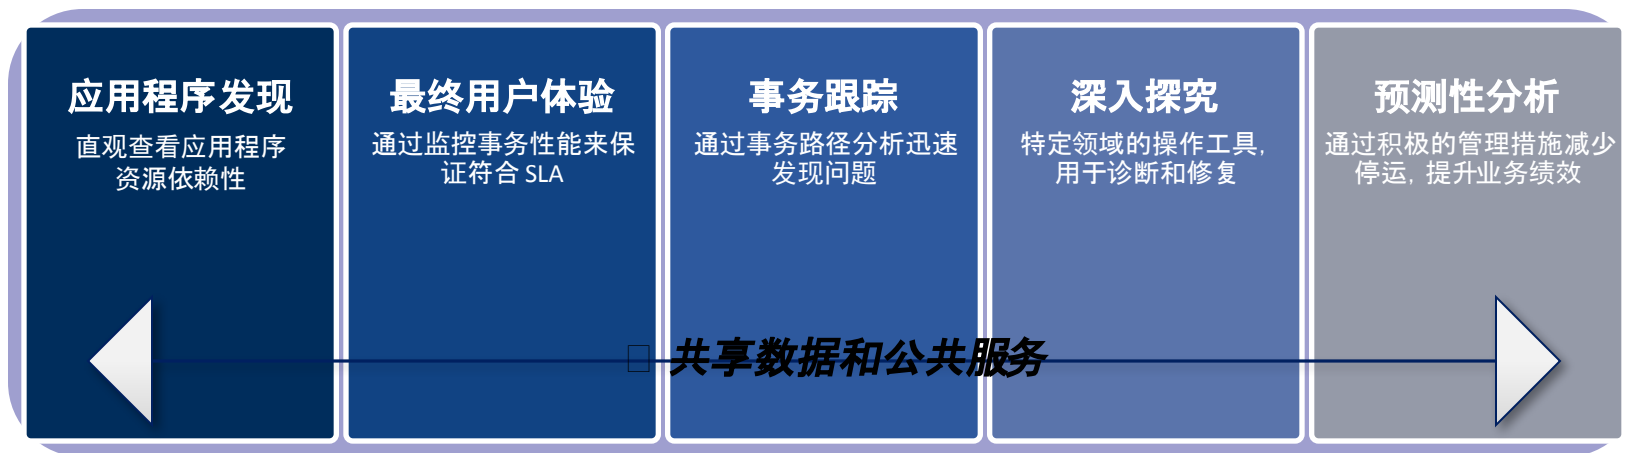 应用程序发现
直观查看应用程序
资源依赖性
最终用户体验
通过监控事务性能来保
证符合 SLA
事务跟踪
通过事务路径分析迅速
发现问题
深入探究
特定领域的操作工具,
用于诊断和修复
预测性分析
通过积极的管理措施减少
停运, 提升业务绩效
共享数据和公共服务